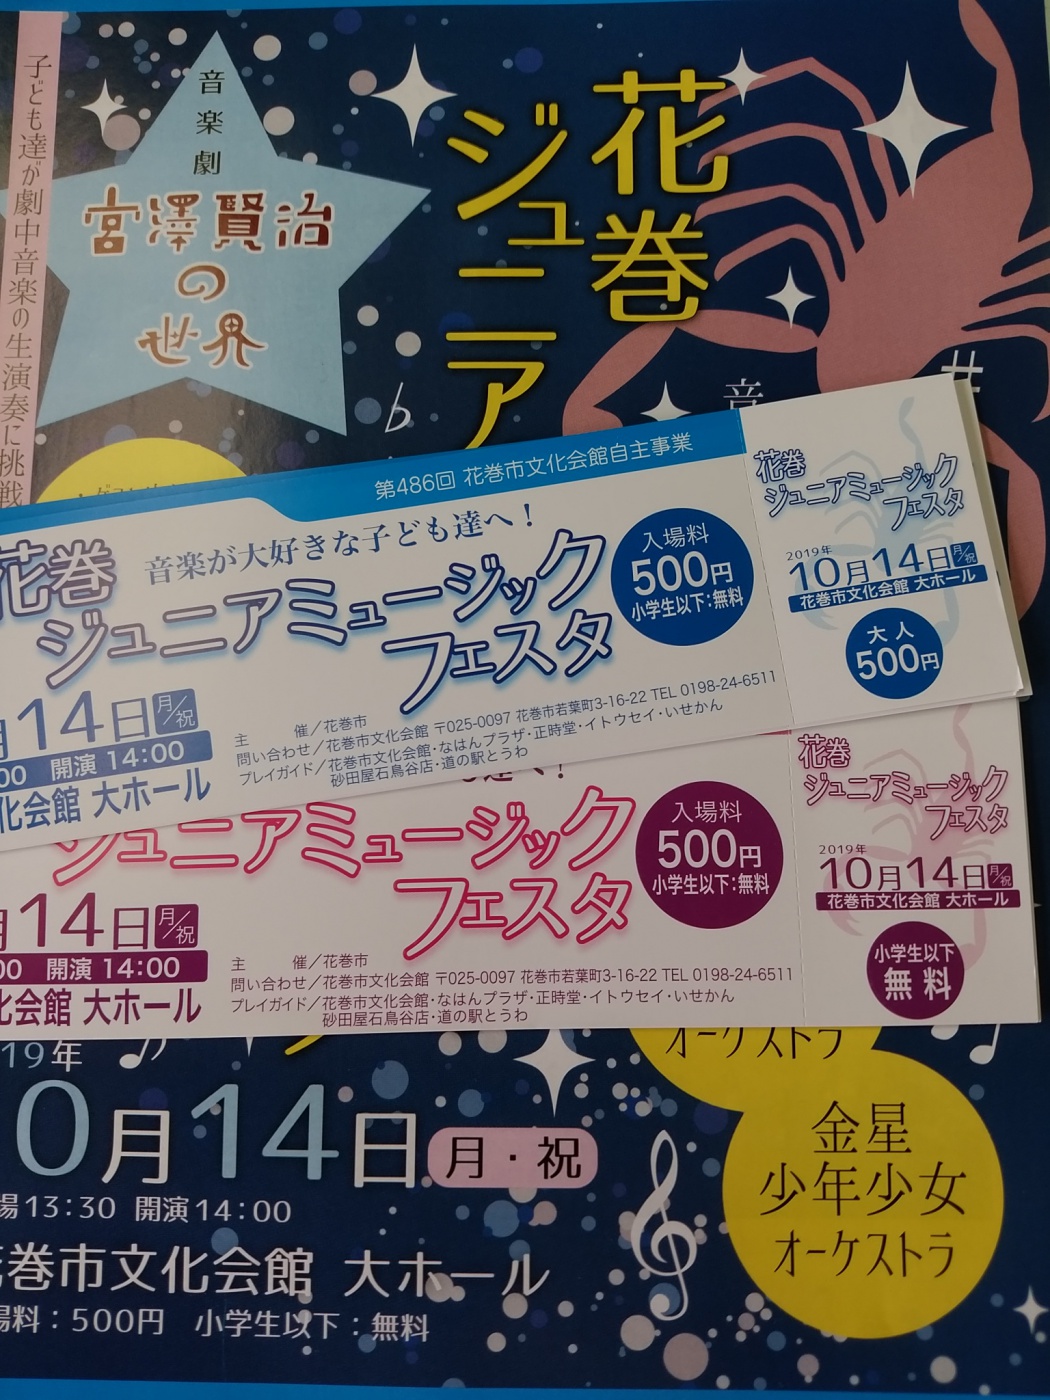 子ども達が劇中音楽の生演奏に挑戦
音楽劇
宮澤賢治
の
世界
花巻
ジュニア
音
第486回 花巻市文化会館自主事業
音楽が大好きな子ども達へ!
花巻
ジュニアミュージック
フェスタ
入場料
500円
小学生以下:無料
月14日月/祝
00 開演 14:00
化会館 大ホール
主 催/花巻市
問い合わせ/花巻市文化会館 〒025-0097 花巻市若葉町3-16-22 TEL 0198-24-6511
プレイガイド/花巻市文化会館・なはんプラザ・正時堂・イトウセイ・いせかん
砂田屋石鳥谷店・道の駅とうわ
花巻
ジュニアミュージック
フェスタ
2019年
10月14日月/祝
花巻市文化会館 大ホール
大人
500円
ジュニアミュージック
フェスタ
入場料
500円
小学生以下:無料
月14日月/祝
00 開演 14:00
化会館 大ホール
主 催/花巻市
問い合わせ/花巻市文化会館 〒025-0097 花巻市若葉町3-16-22 TEL 0198-24-6511
プレイガイド/花巻市文化会館・なはんプラザ・正時堂・イトウセイ・いせかん
砂田屋石鳥谷店・道の駅とうわ
花巻
ジュニアミュージック
フェスタ
2019年
10月14日月/祝
花巻市文化会館 大ホール
小学生以下
無料
オーケストラ
金星
少年少女
オーケストラ
19年
0月14日月・祝
場13:30 開演14:00
花巻市文化会館 大ホール
場料:500円 小学生以下:無料